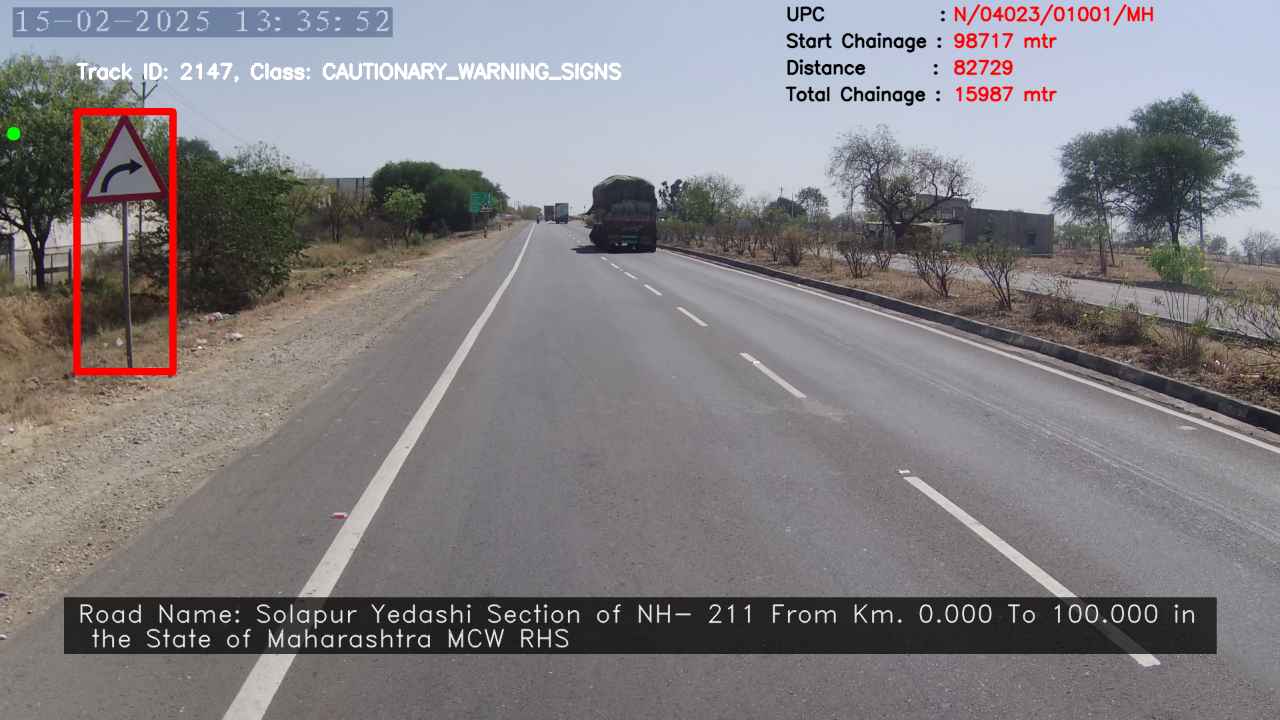 15-02-2025 13:35:52
UPC : N/04023/01001/MH
Start Chainage : 98717 mtr
Distance : 82729
Total Chainage : 15987 mtr
Track ID: 2147, Class: CAUTIONARY_WARNING_SIGNS
Road Name: Solapur Yedashi Section of NH- 211 From Km. 0.000 To 100.000 in
the State of Maharashtra MCW RHS